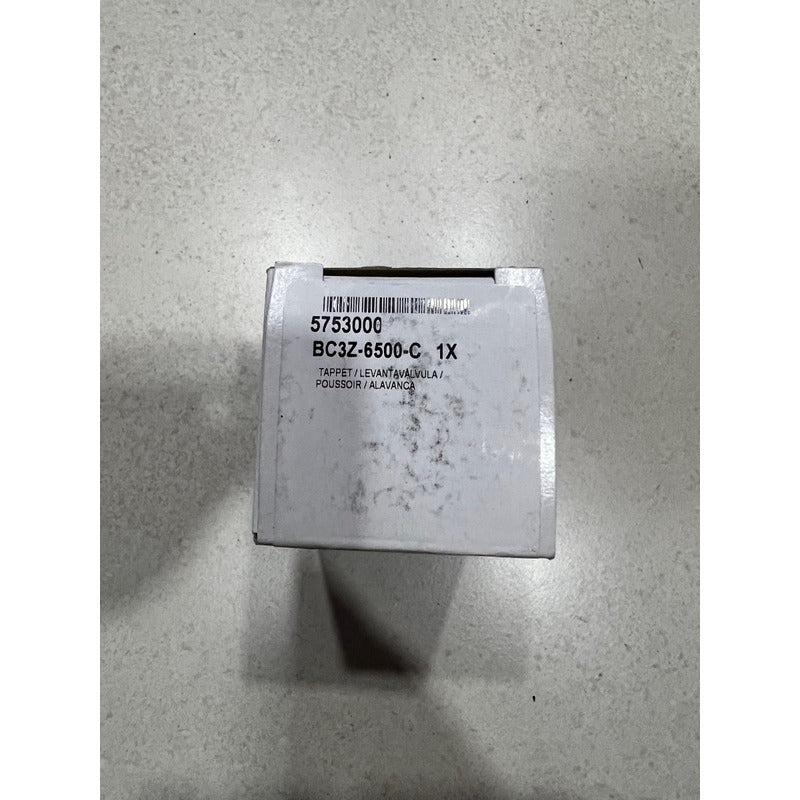 5753000
BC3Z-6500-C 1X
TAPPET / LEVANTAVALVULA /
POUSSOIR / ALAVANCA